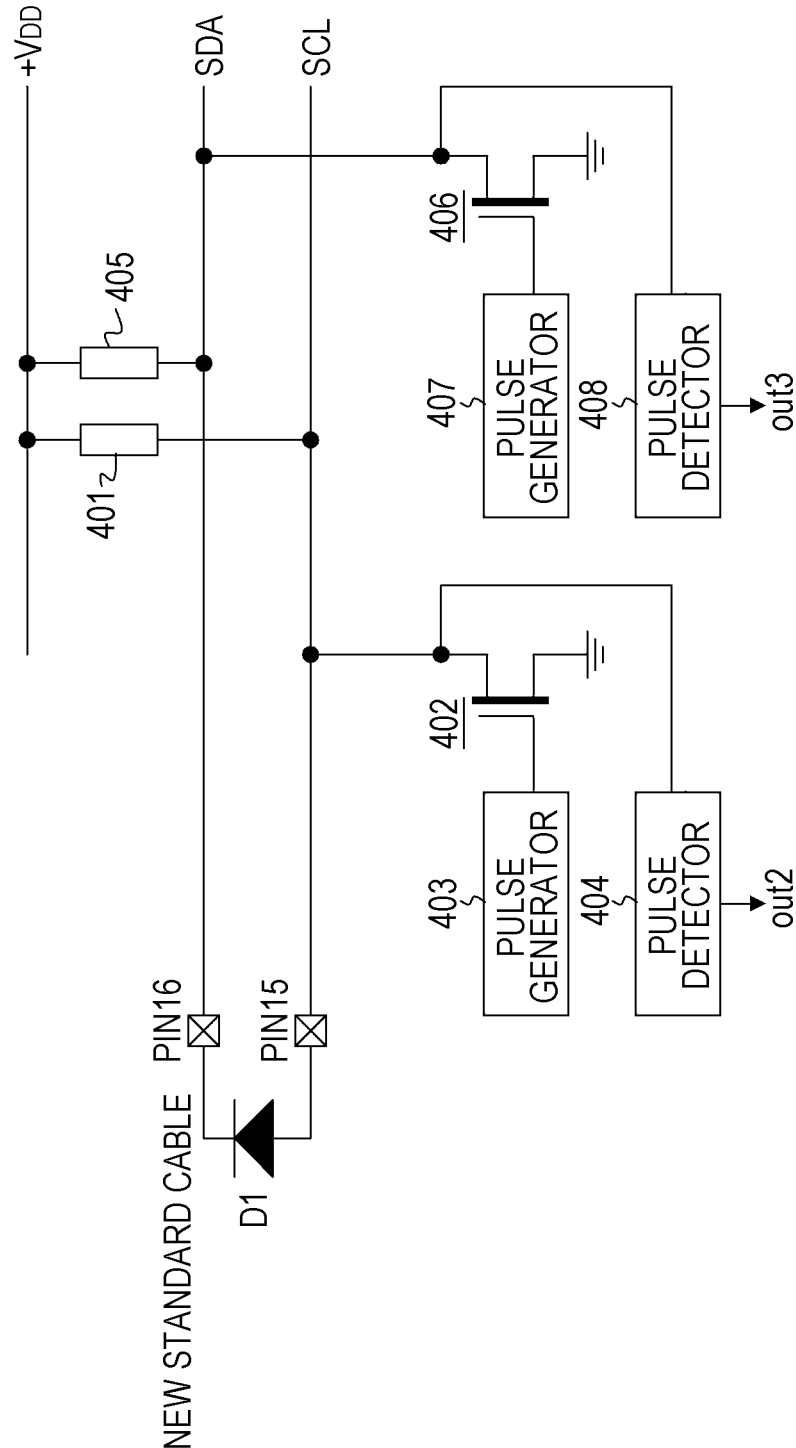 +VDD
SDA
SCL
405
401
406
407
PULSE
GENERATOR
408
PULSE
DETECTOR
out3
402
403
PULSE
GENERATOR
404
PULSE
DETECTOR
out2
PIN16
PIN15
NEW STANDARD CABLE
D1